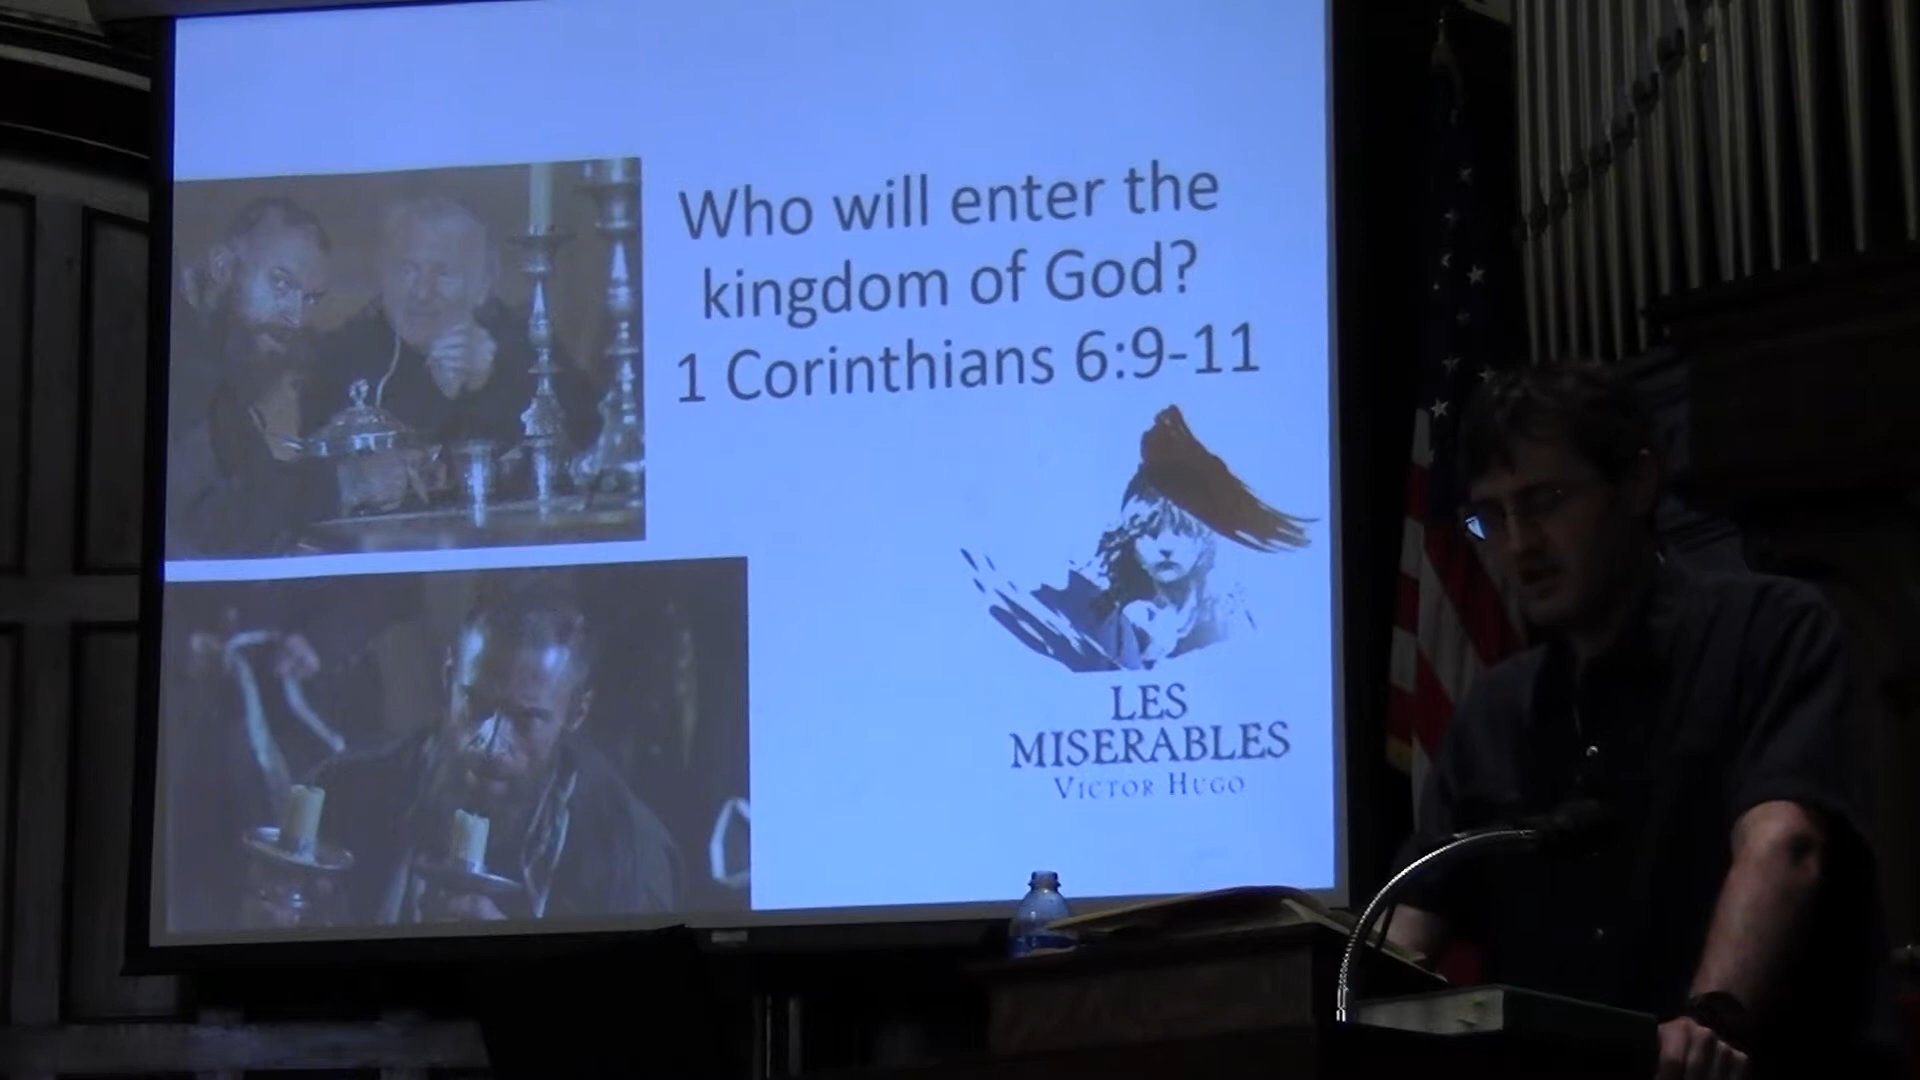 Who will enter the
kingdom of God?
1 Corinthians 6:9-11
LES
MISERABLES
VICTOR HUGO